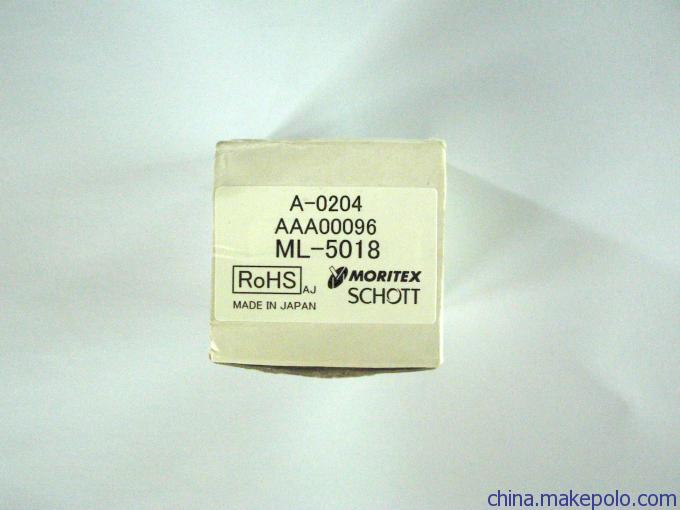 A-0204
AAA00096
ML-5018
RoHS AJ MORITEX
MADE IN JAPAN SCHOTT
china.makepolo.com